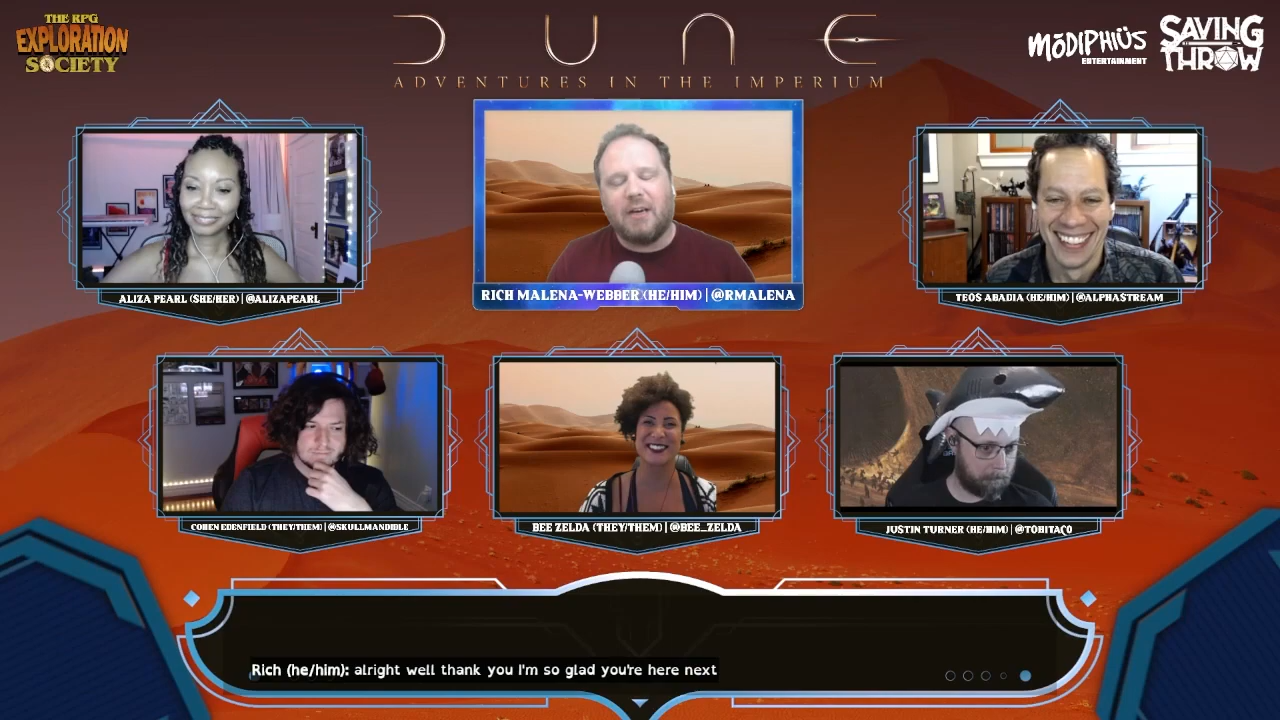 THE RPG
EXPLORATION
SOCIETY
DUNE
ADVENTURES IN THE IMPERIUM
MŌDIPHIÜS
ENTERTAINMENT
SAVING
THROW
ALIZA PEARL (SHE/HER) | @ALIZAPEARL
RICH MALENA-WEBBER (HE/HIM) | @RMALENA
TEOS ABADIA (HE/HIM) | @ALPHASTREAM
COHEN EDENFIELD (THEY/THEM) | @SKULLMANDIBLE
BEE ZELDA (THEY/THEM) | @BEE_ZELDA
JUSTIN TURNER (HE/HIM) | @TOBITACO
Rich (he/him): alright well thank you I'm so glad you're here next